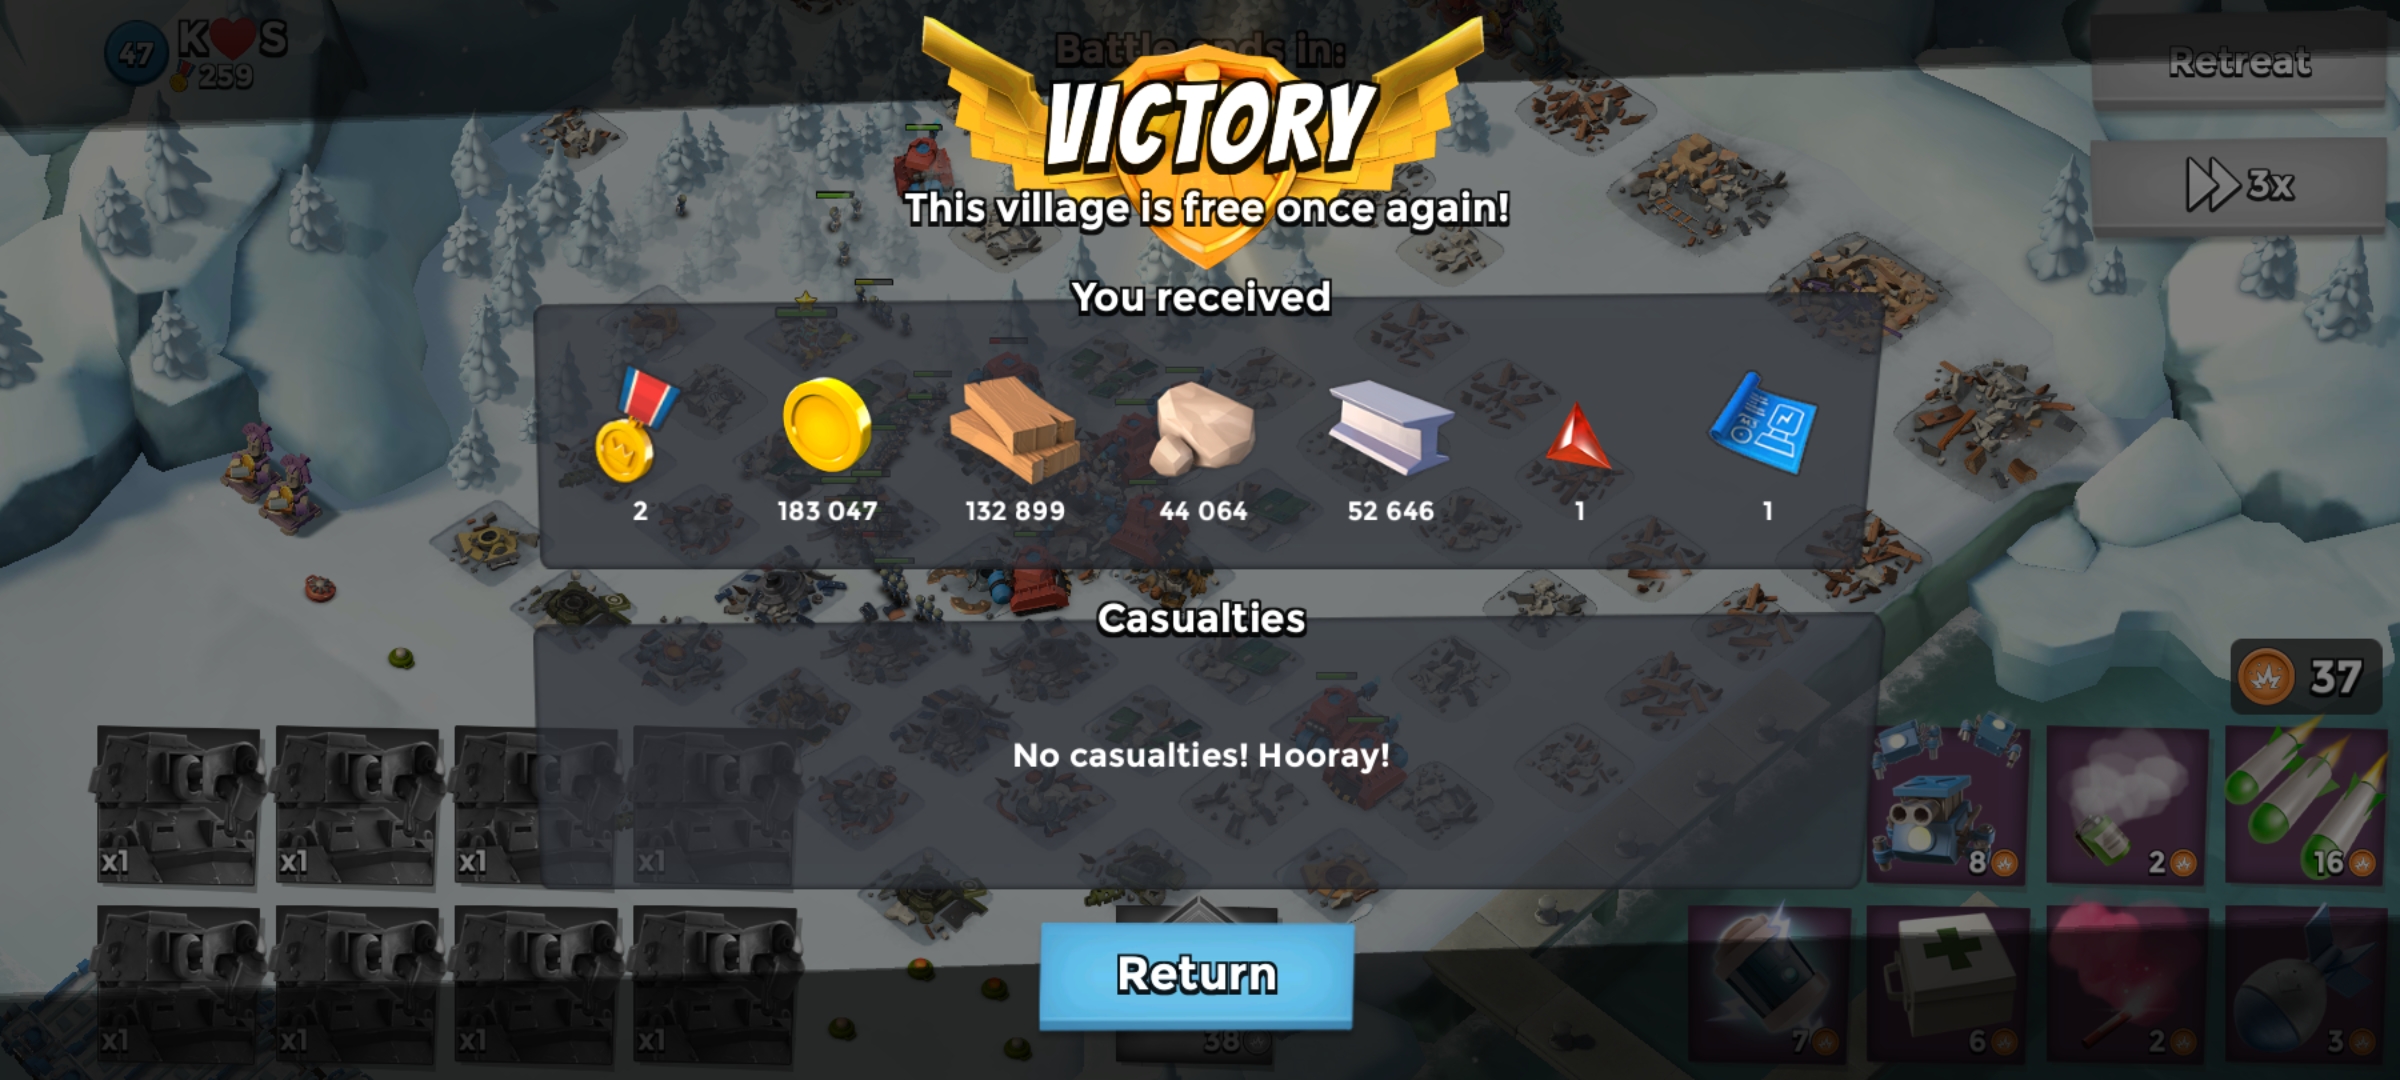 47
K❤S
259
Battle ends in:
Retreat
3x
VICTORY
This village is free once again!
You received
2
183 047
132 899
44 064
52 646
1
1
Casualties
No casualties! Hooray!
37
x1
x1
x1
x1
8
2
16
Return
x1
x1
x1
x1
38
7
6
2
3